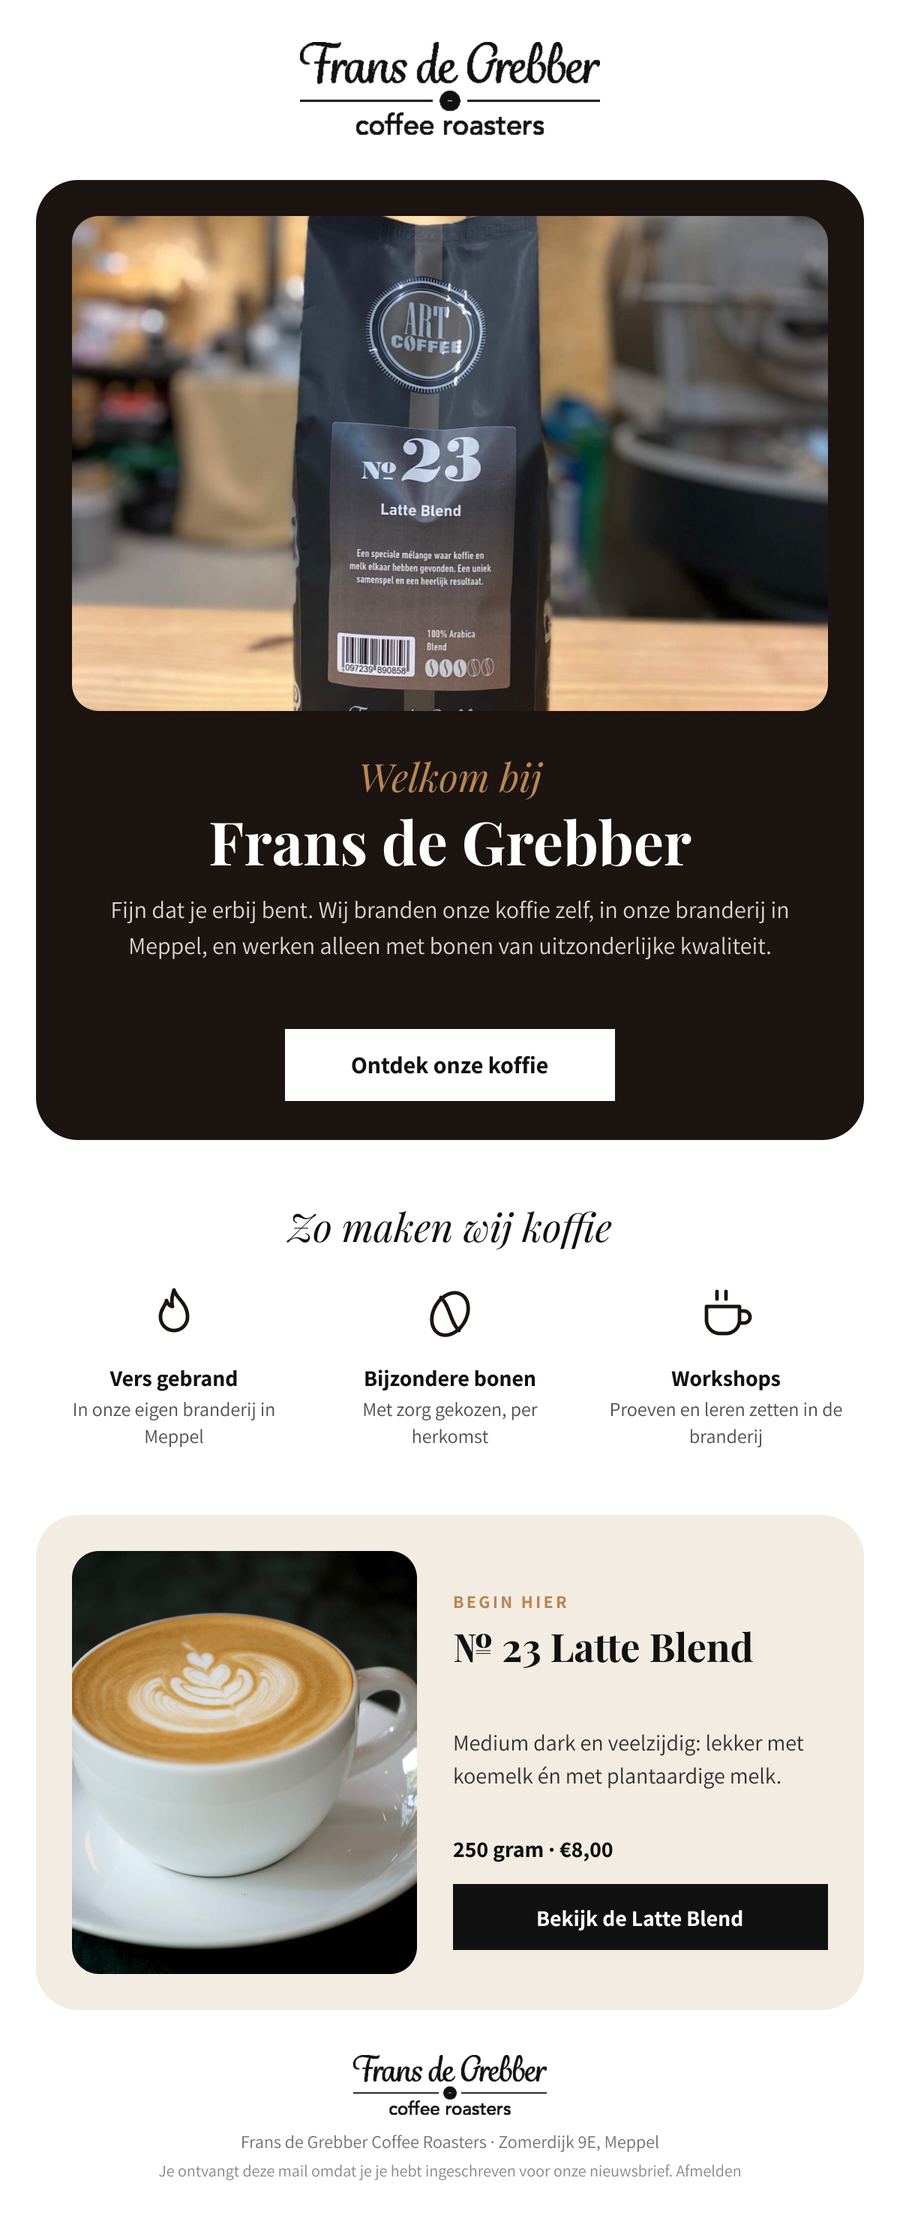 Frans de Grebber
coffee roasters
ART
COFFEE
Nº 23
Latte Blend
Een speciale mélange waar koffie en
melk elkaar hebben gevonden. Een uniek
samenspel en een heerlijk resultaat.
100% Arabica
Blend
097239 890858
Welkom bij
Frans de Grebber
Fijn dat je erbij bent. Wij branden onze koffie zelf, in onze branderij in
Meppel, en werken alleen met bonen van uitzonderlijke kwaliteit.
Ontdek onze koffie
Zo maken wij koffie
Vers gebrand
In onze eigen branderij in
Meppel
Bijzondere bonen
Met zorg gekozen, per
herkomst
Workshops
Proeven en leren zetten in de
branderij
BEGIN HIER
№ 23 Latte Blend
Medium dark en veelzijdig: lekker met
koemelk én met plantaardige melk.
250 gram · €8,00
Bekijk de Latte Blend
Frans de Grebber
coffee roasters
Frans de Grebber Coffee Roasters · Zomerdijk 9E, Meppel
Je ontvangt deze mail omdat je je hebt ingeschreven voor onze nieuwsbrief. Afmelden